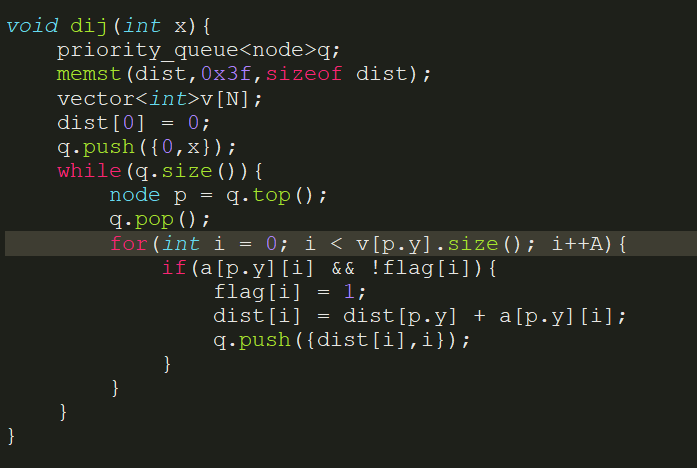 void dij(int x){
    priority_queue<node>q;
    memst(dist,0x3f,sizeof dist);
    vector<int>v[N];
    dist[0] = 0;
    q.push({0,x});
    while(q.size()){
        node p = q.top();
        q.pop();
        for(int i = 0; i < v[p.y].size(); i++A){
            if(a[p.y][i] && !flag[i]){
                flag[i] = 1;
                dist[i] = dist[p.y] + a[p.y][i];
                q.push({dist[i],i});
            }
        }
    }
}